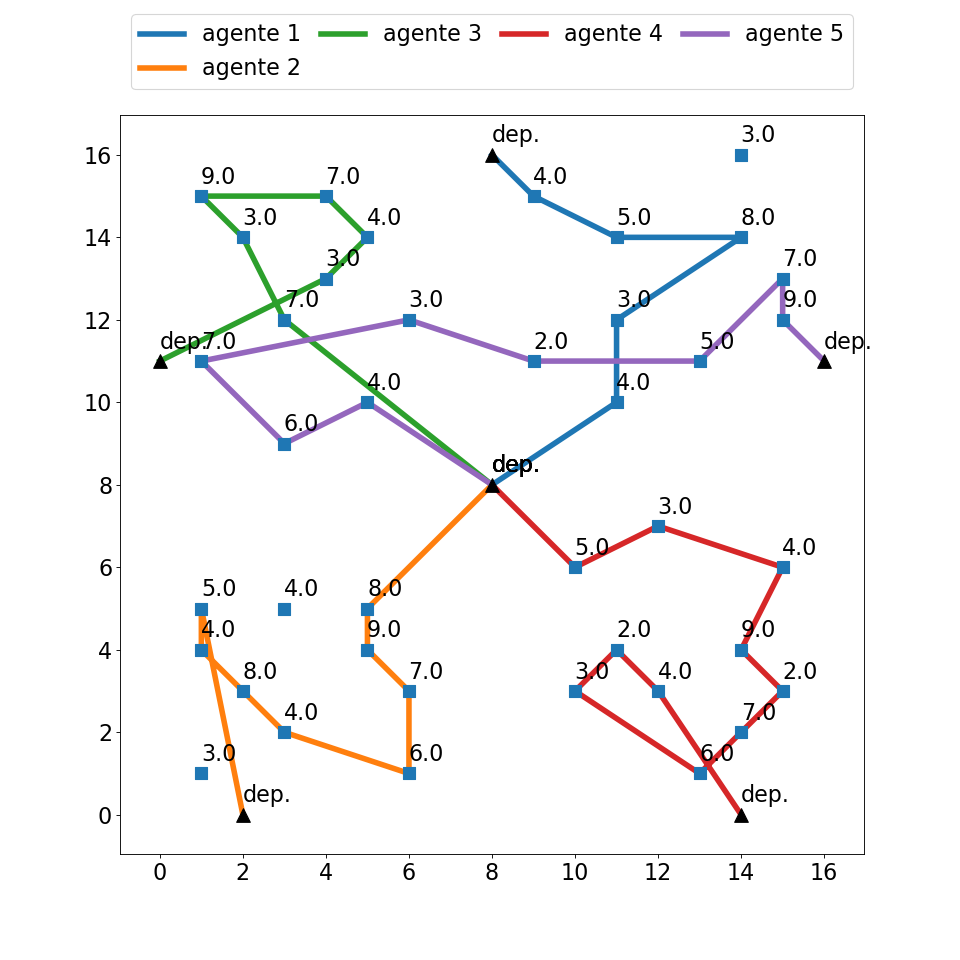 agente 1 agente 3 agente 4 agente 5
agente 2
dep. 3.0
16
9.0 7.0 4.0
3.0 4.0 5.0 8.0
14
3.0 7.0
7.0 3.0 3.0 9.0
12
dep. 7.0 2.0 5.0 dep.
4.0 4.0
10
6.0
dep. dep.
8
3.0
5.0 4.0
6
5.0 4.0 8.0
4.0 9.0 2.0 9.0
4
8.0 7.0 3.0 4.0 2.0
4.0 7.0
2
3.0 6.0 6.0
dep. dep.
0
0 2 4 6 8 10 12 14 16